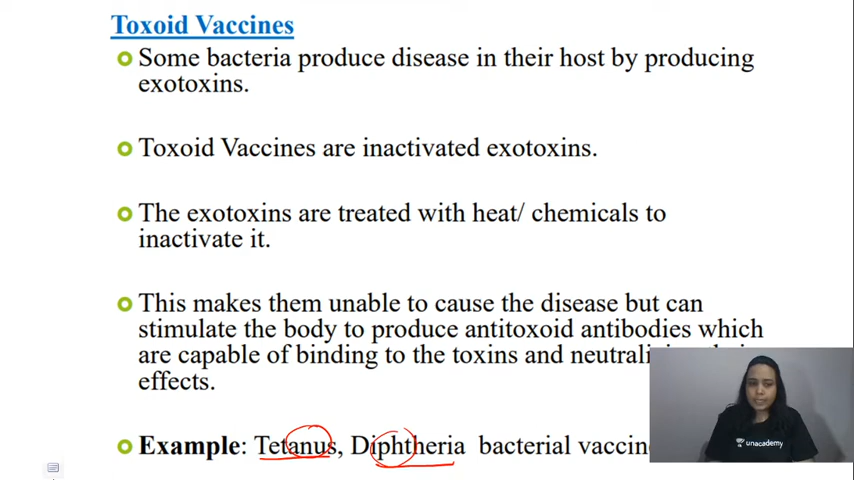 Toxoid Vaccines
Some bacteria produce disease in their host by producing
exotoxins.
Toxoid Vaccines are inactivated exotoxins.
The exotoxins are treated with heat/ chemicals to
inactivate it.
This makes them unable to cause the disease but can
stimulate the body to produce antitoxoid antibodies which
are capable of binding to the toxins and
effects.
Example: Tetanus, Diphtheria bacterial
unacademy